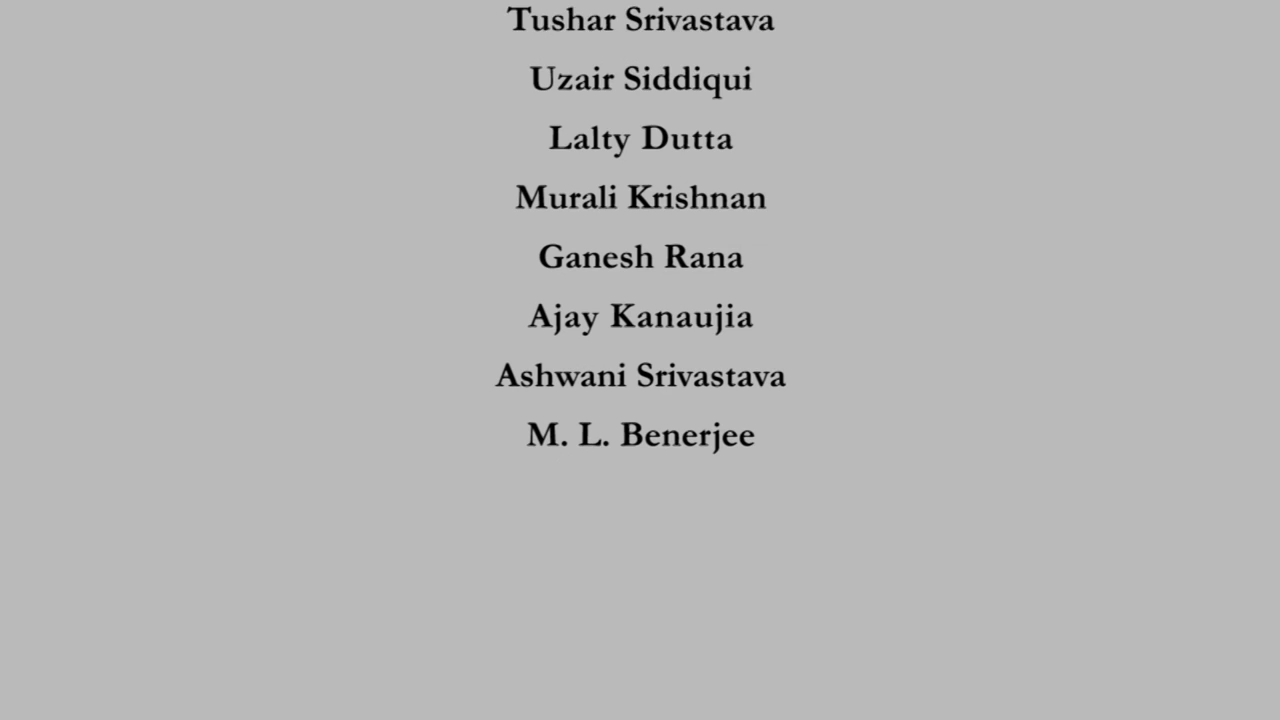 Tushar Srivastava
Uzair Siddiqui
Lalty Dutta
Murali Krishnan
Ganesh Rana
Ajay Kanaujia
Ashwani Srivastava
M. L. Benerjee